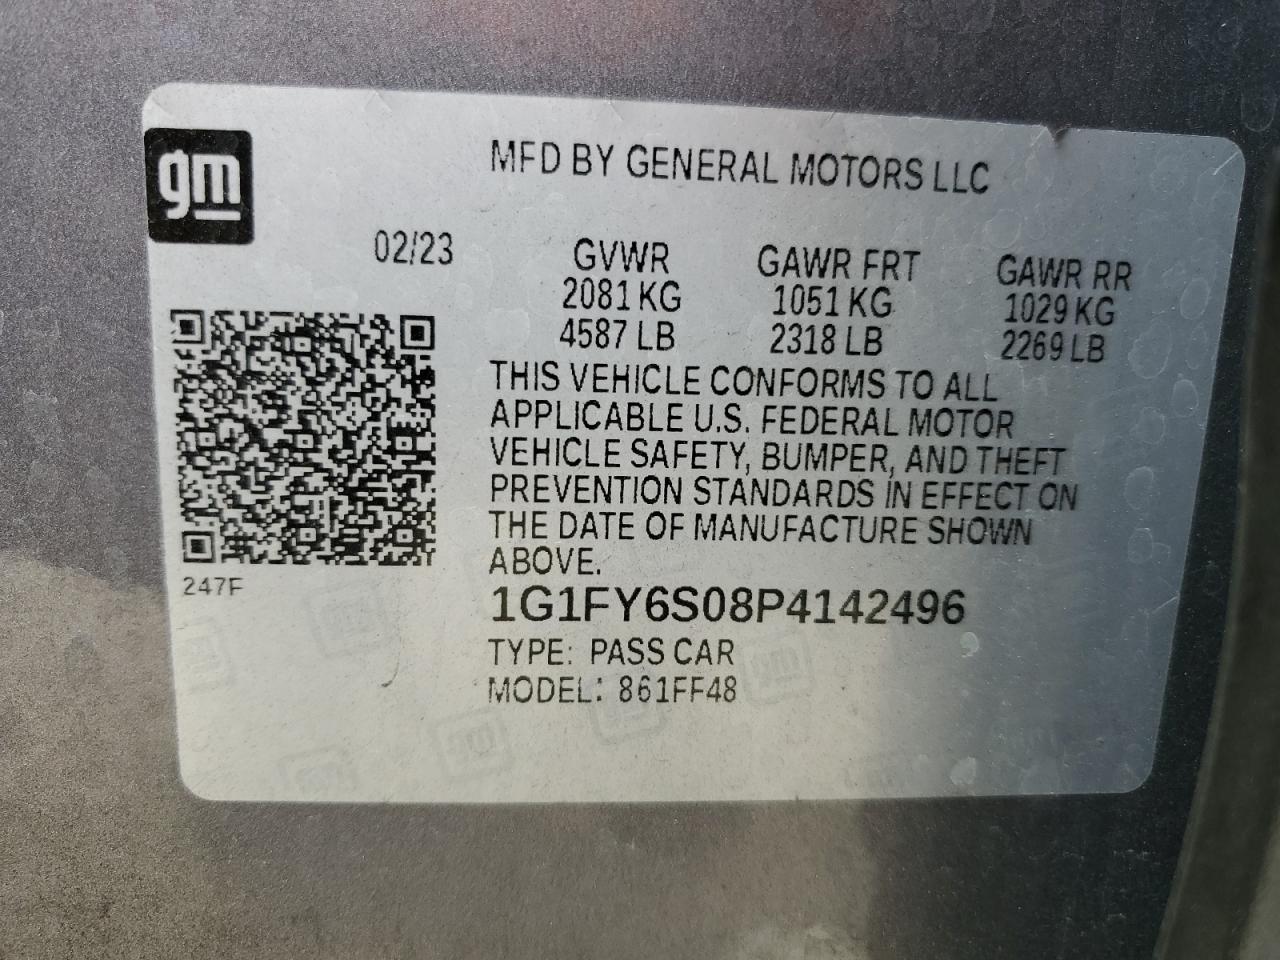 gm
MFD BY GENERAL MOTORS LLC
02/23
GVWR GAWR FRT GAWR RR
2081 KG 1051 KG 1029 KG
4587 LB 2318 LB 2269 LB
THIS VEHICLE CONFORMS TO ALL
APPLICABLE U.S. FEDERAL MOTOR
VEHICLE SAFETY, BUMPER, AND THEFT
PREVENTION STANDARDS IN EFFECT ON
THE DATE OF MANUFACTURE SHOWN
ABOVE.
247F
1G1FY6S08P4142496
TYPE: PASS CAR
MODEL: 861FF48